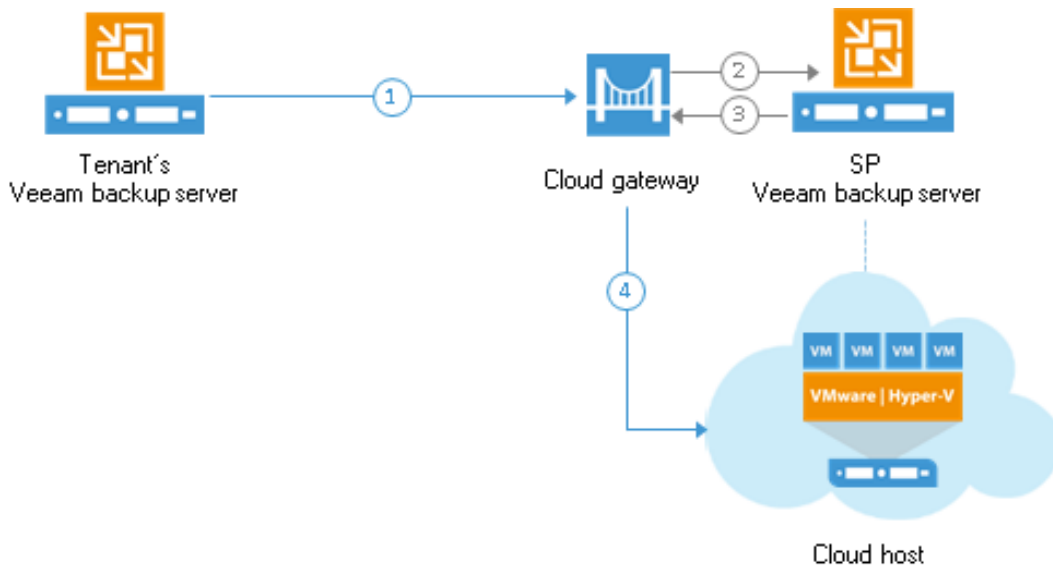 1
2
3
Tenant's
Veeam backup server
Cloud gateway
SP
Veeam backup server
4
VM VM VM VM
VMware | Hyper-V
Cloud host